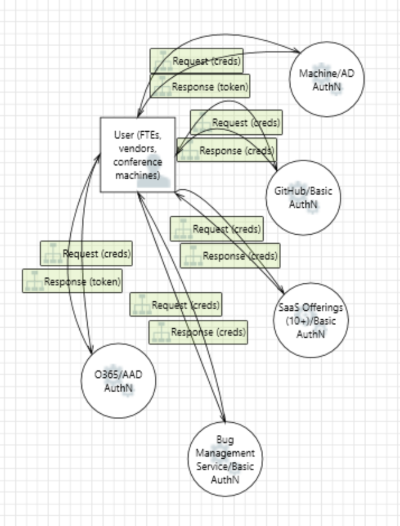 Request (creds)
Response (token)
Machine/AD
AuthN
User (FTEs,
vendors,
conference
machines)
Request (creds)
Response (creds)
GitHub/Basic
AuthN
Request (creds)
Response (creds)
Request (creds)
Response (token)
Request (creds)
Response (creds)
SaaS Offerings
(10+)/Basic
AuthN
O365/AAD
AuthN
Bug
Management
Service/Basic
AuthN